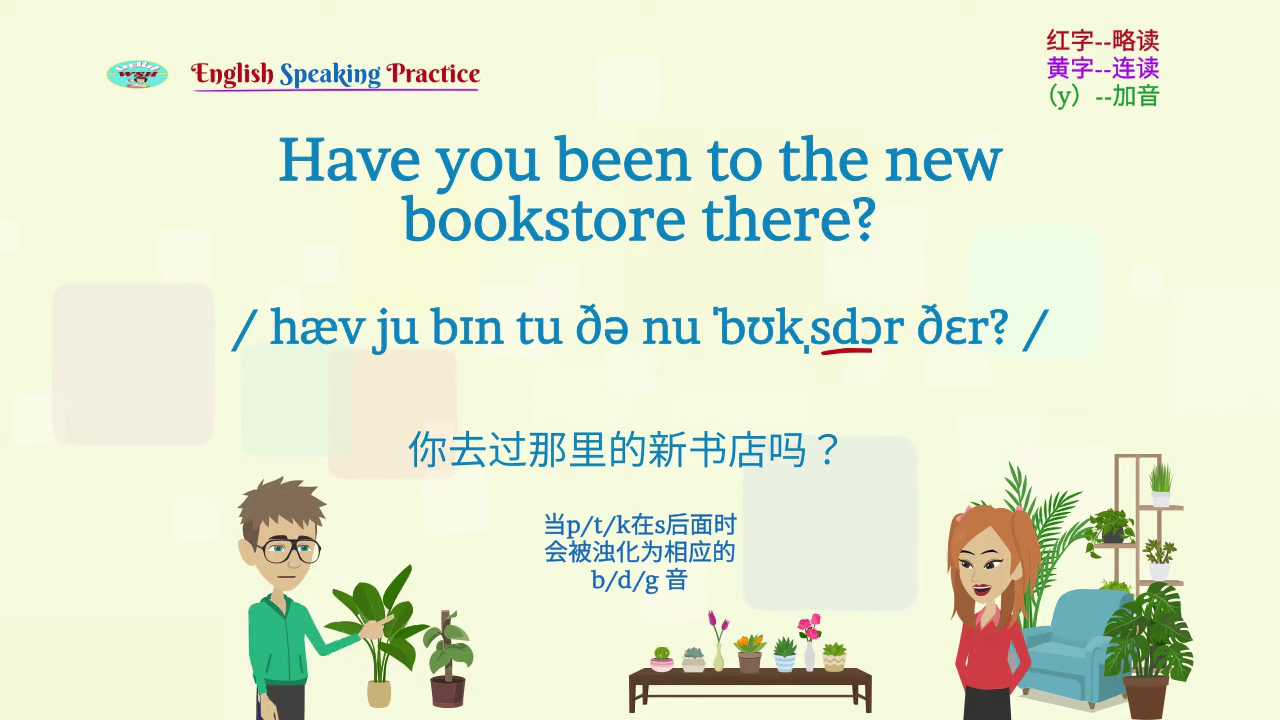 English Speaking Practice
红字--略读
黄字--连读
（y）--加音
Have you been to the new
bookstore there?
/ hæv ju bɪn tu ðə nu ˈbʊkˌsdɔr ðɛr? /
你去过那里的新书店吗？
当p/t/k在s后面时
会被浊化为相应的
b/d/g 音